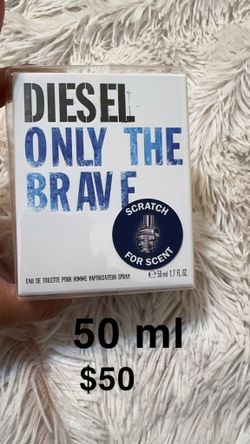 DIESEL
ONLY THE
BRAVE
SCRATCH
FOR SCENT
EAU DE TOILETTE POUR HOMME VAPORISATEUR SPRAY
e 50 ml 1.7 FL. OZ.
50 ml
$50